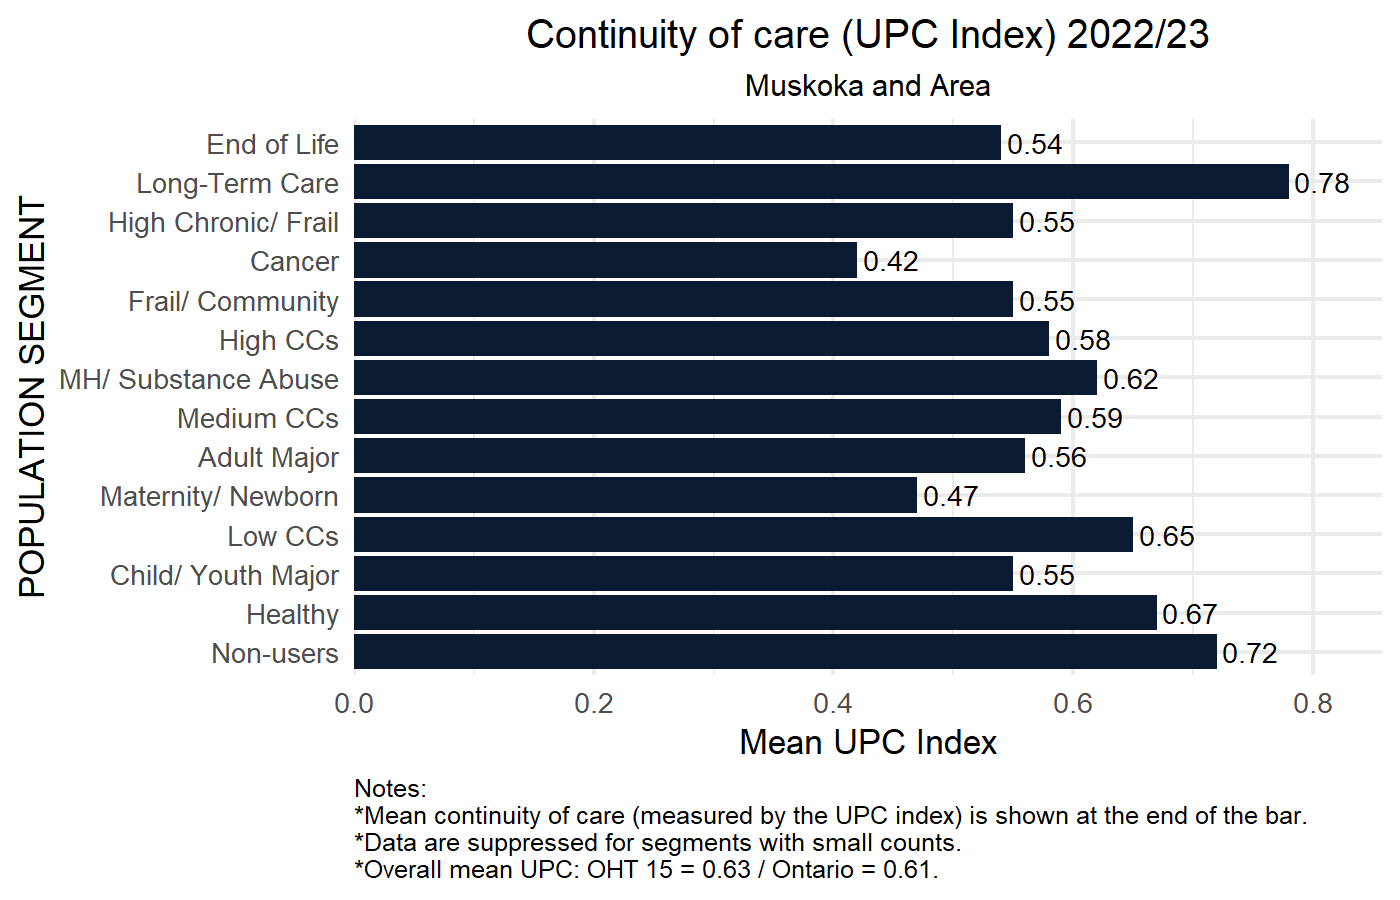 Continuity of care (UPC Index) 2022/23
Muskoka and Area
POPULATION SEGMENT
End of Life 0.54
Long-Term Care 0.78
High Chronic/ Frail 0.55
Cancer 0.42
Frail/ Community 0.55
High CCs 0.58
MH/ Substance Abuse 0.62
Medium CCs 0.59
Adult Major 0.56
Maternity/ Newborn 0.47
Low CCs 0.65
Child/ Youth Major 0.55
Healthy 0.67
Non-users 0.72
0.0 0.2 0.4 0.6 0.8
Mean UPC Index
Notes:
*Mean continuity of care (measured by the UPC index) is shown at the end of the bar.
*Data are suppressed for segments with small counts.
*Overall mean UPC: OHT 15 = 0.63 / Ontario = 0.61.